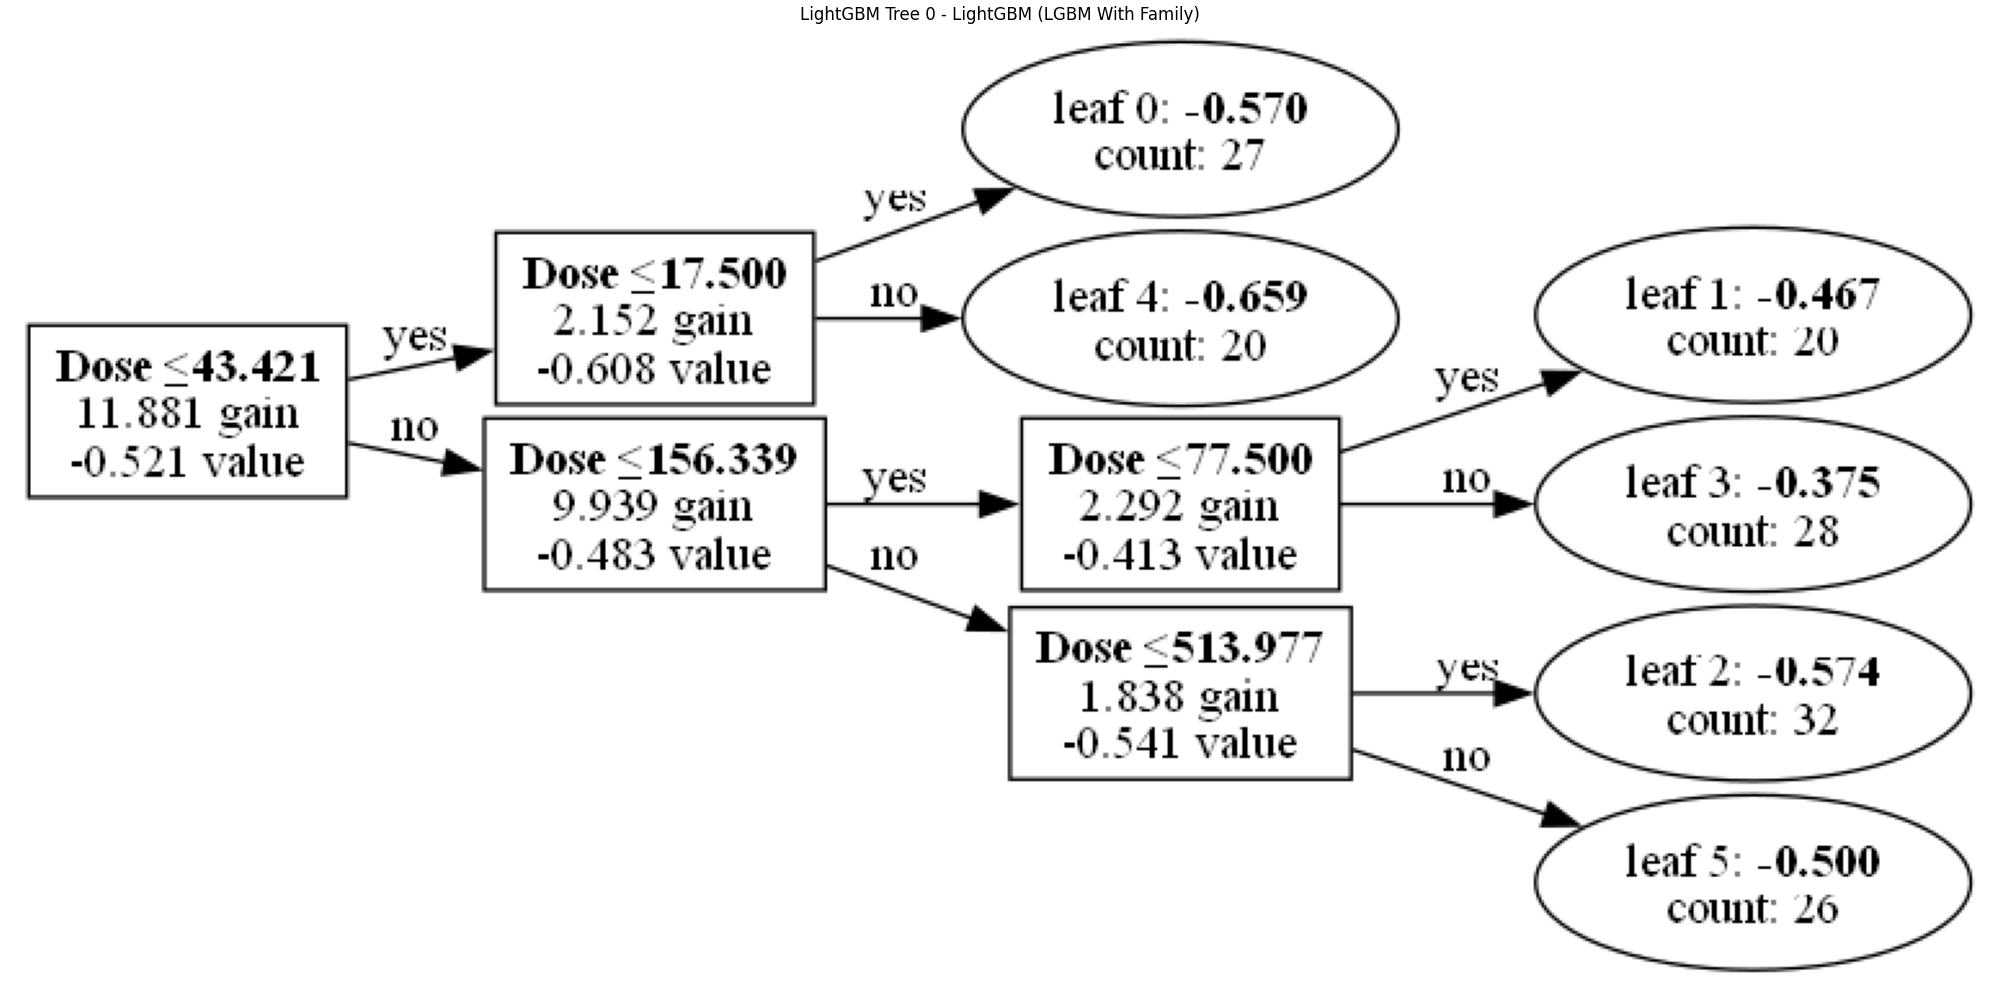 LightGBM Tree 0 - LightGBM (LGBM With Family)
Dose ≤43.421
11.881 gain
-0.521 value
yes
no
Dose ≤17.500
2.152 gain
-0.608 value
yes
no
leaf 0: -0.570
count: 27
leaf 4: -0.659
count: 20
Dose ≤156.339
9.939 gain
-0.483 value
yes
no
Dose ≤77.500
2.292 gain
-0.413 value
yes
no
leaf 1: -0.467
count: 20
leaf 3: -0.375
count: 28
Dose ≤513.977
1.838 gain
-0.541 value
yes
no
leaf 2: -0.574
count: 32
leaf 5: -0.500
count: 26